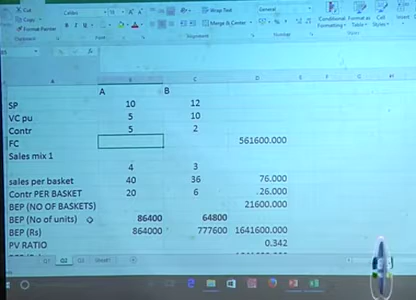 Cut
Copy
Format Painter
Calibri
Wrap Text
Merge & Center
General
Conditional Formatting
Format as Table
Cell Styles
Alignment
Number
A B
SP 10 12
VC pu 5 10
Contr 5 2
FC 561600.000
Sales mix 1
4 3
sales per basket 40 36 76.000
Contr PER BASKET 20 6 26.000
BEP (NO OF BASKETS) 21600.000
BEP (No of units) 86400 64800
BEP (Rs) 864000 777600 1641600.000
PV RATIO 0.342
Q1 Q2 Q3 Sheet1